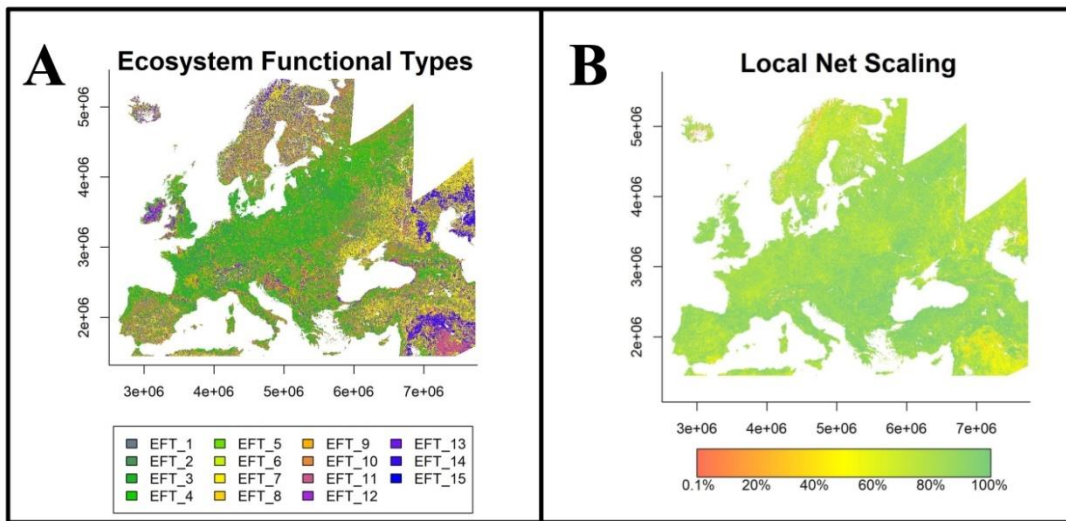 A
Ecosystem Functional Types
5e+06
4e+06
3e+06
2e+06
3e+06 4e+06 5e+06 6e+06 7e+06
EFT_1 EFT_5 EFT_9 EFT_13
EFT_2 EFT_6 EFT_10 EFT_14
EFT_3 EFT_7 EFT_11 EFT_15
EFT_4 EFT_8 EFT_12
B
Local Net Scaling
5e+06
4e+06
3e+06
2e+06
3e+06 4e+06 5e+06 6e+06 7e+06
0.1% 20% 40% 60% 80% 100%